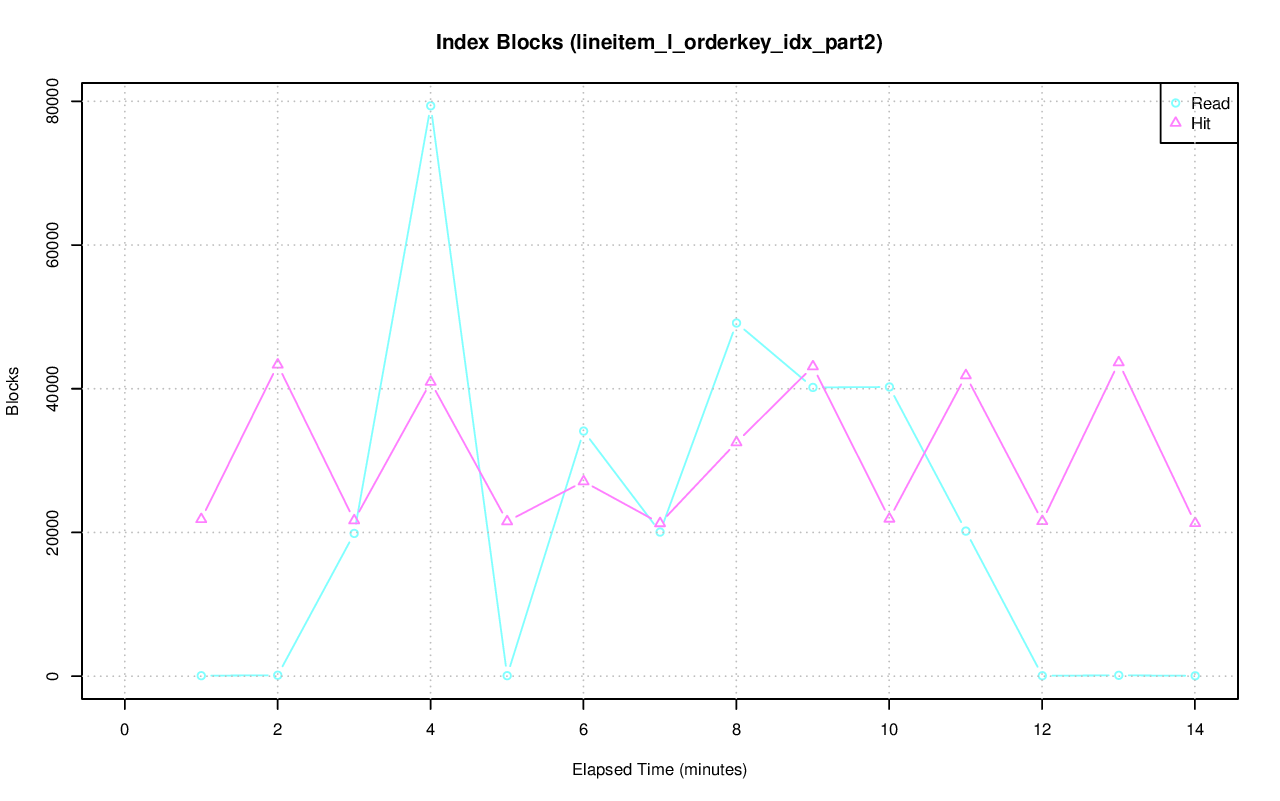 Index Blocks (lineitem_l_orderkey_idx_part2)
Read
Hit
80000
60000
40000
20000
0
Blocks
0 2 4 6 8 10 12 14
Elapsed Time (minutes)